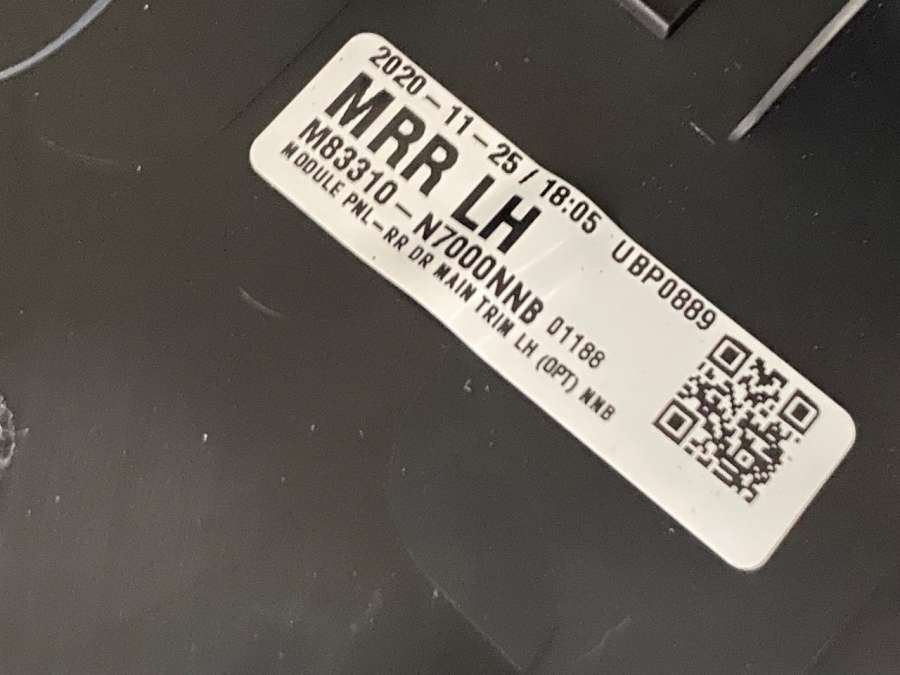 2020-11-25/18:05 UBP0889
MRR LH
M83310-N7000NNB 01188
MODULE PNL-RR DR MAIN TRIM LH (OPT) NNB